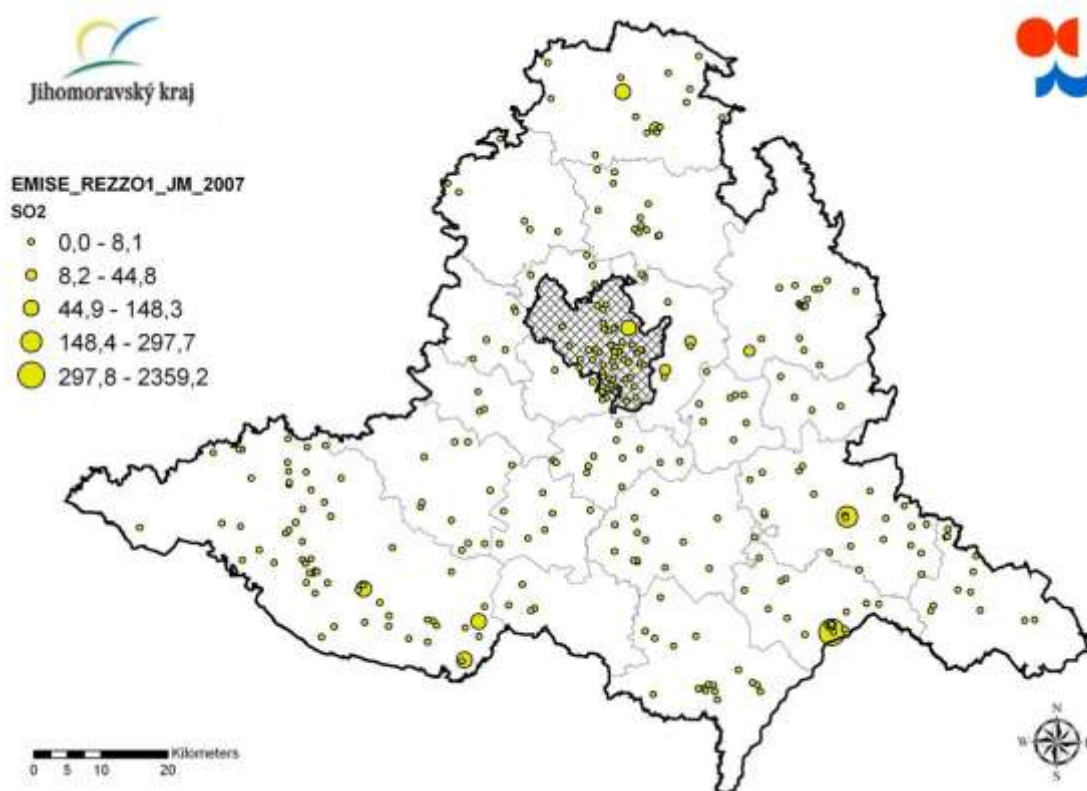 Jihomoravský kraj
EMISE_REZZO1_JM_2007
SO2
0,0 - 8,1
8,2 - 44,8
44,9 - 148,3
148,4 - 297,7
297,8 - 2359,2
Kilometers
0 5 10 20
N
W
S